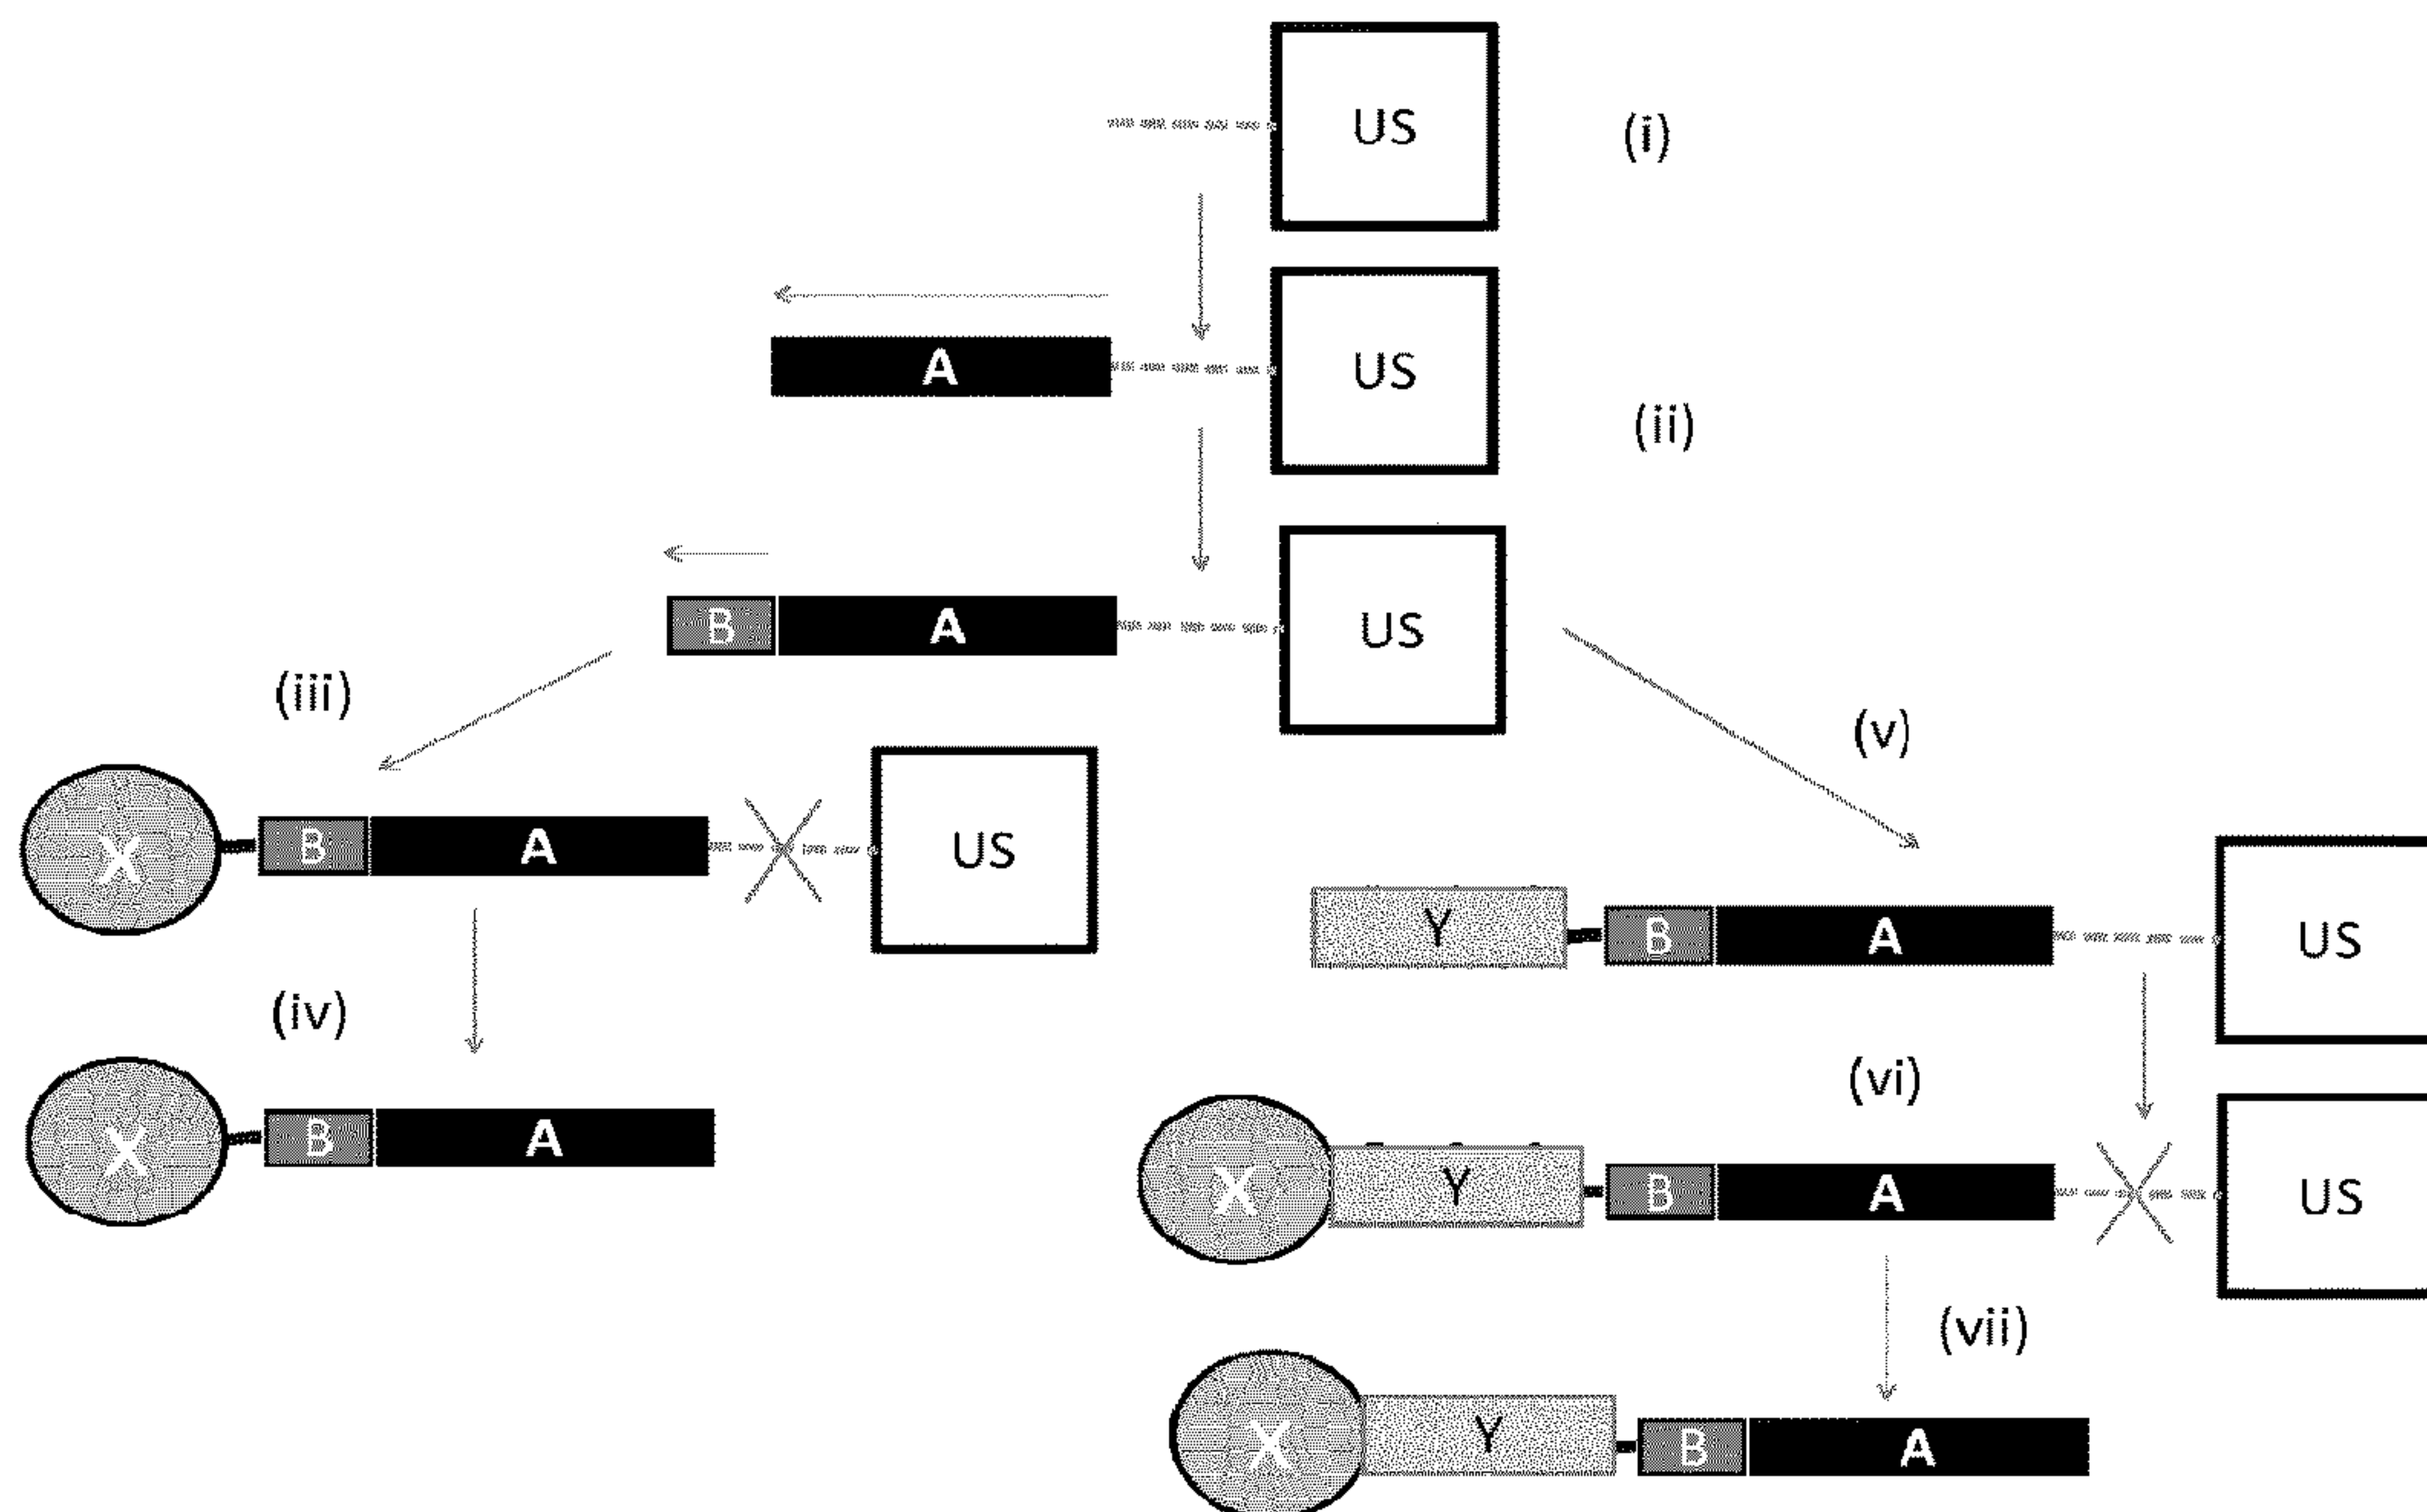 US (i)
A US
(ii)
B A US
(iii)
(v)
X B A US
Y B A US
(iv)
(vi)
X B A
X Y B A US
(vii)
X Y B A